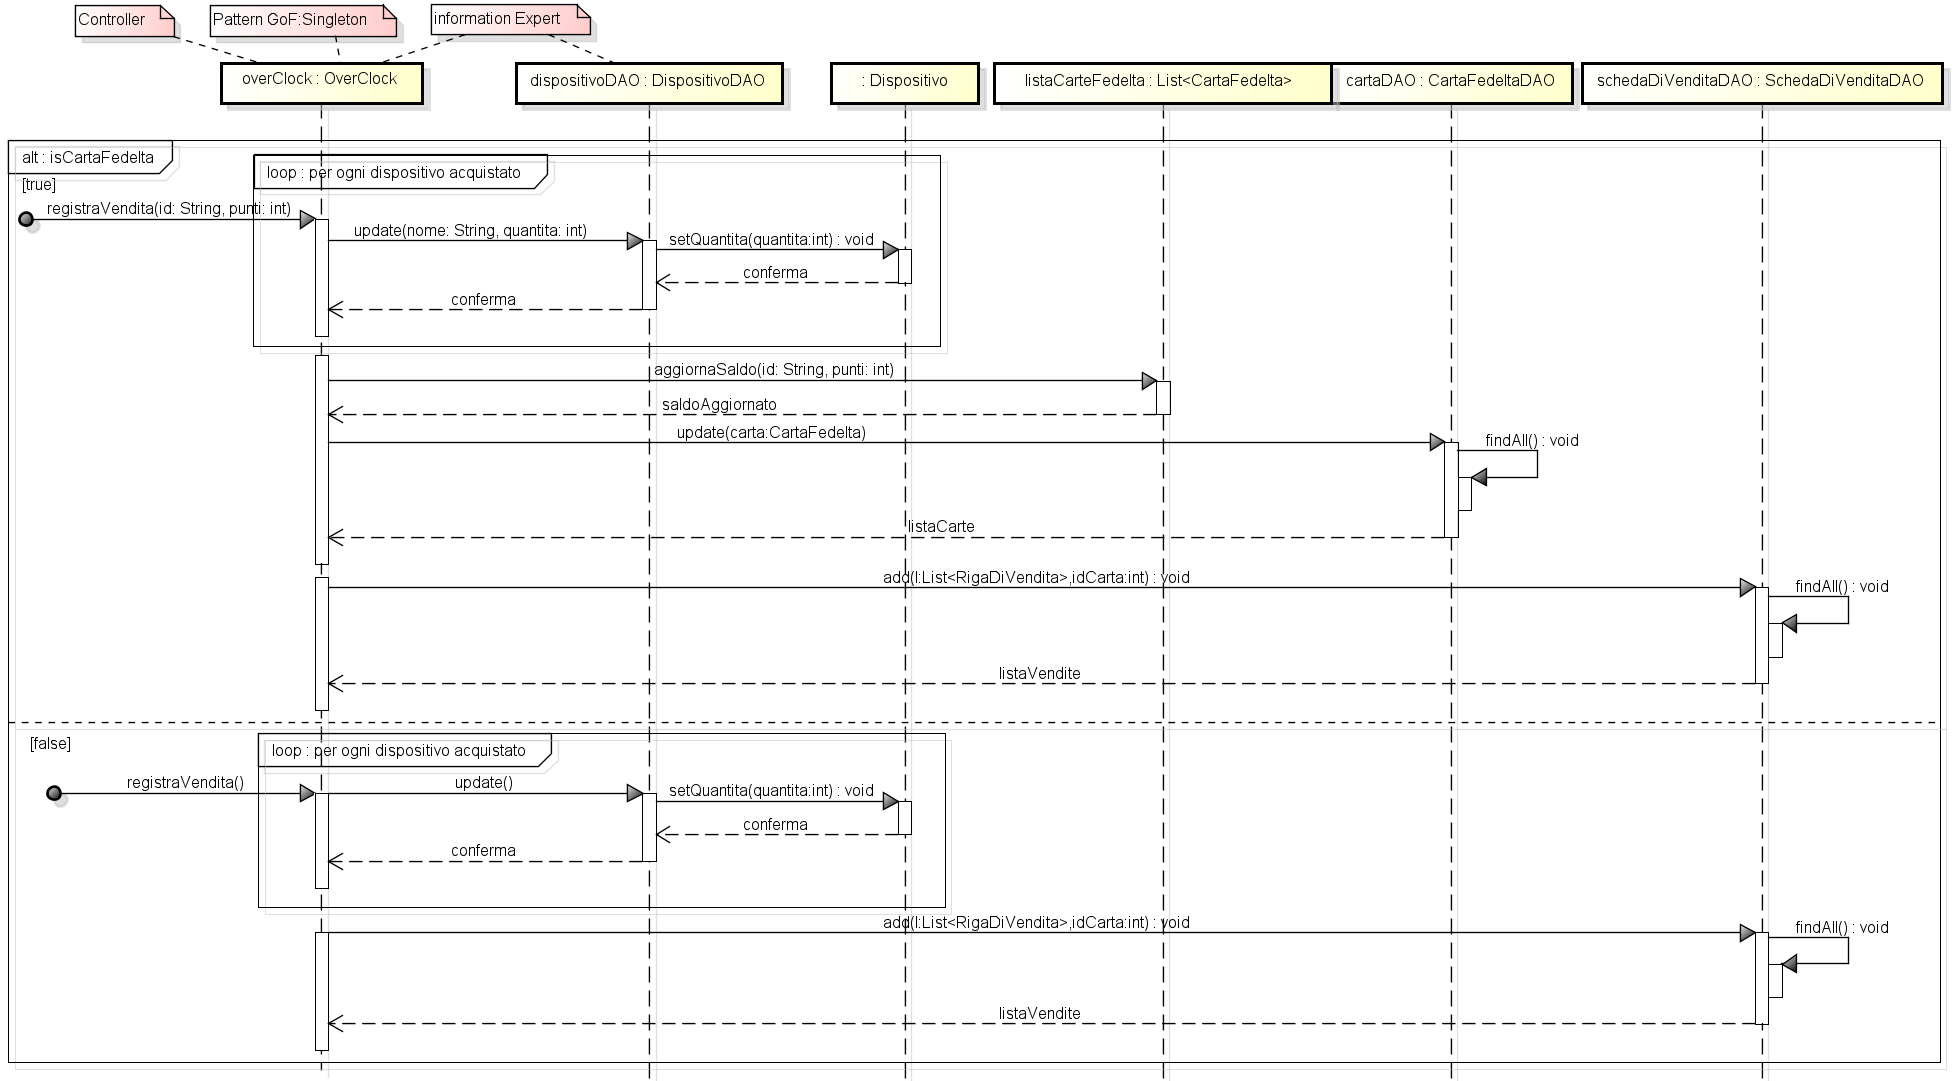 Controller
Pattern GoF:Singleton
information Expert
overClock : OverClock
dispositivoDAO : DispositivoDAO
: Dispositivo
listaCarteFedelta : List<CartaFedelta>
cartaDAO : CartaFedeltaDAO
schedaDiVenditaDAO : SchedaDiVenditaDAO
alt : isCartaFedelta
[true]
loop : per ogni dispositivo acquistato
registraVendita(id: String, punti: int)
update(nome: String, quantita: int)
setQuantita(quantita:int) : void
conferma
conferma
aggiornaSaldo(id: String, punti: int)
saldoAggiornato
update(carta:CartaFedelta)
findAll() : void
listaCarte
add(l:List<RigaDiVendita>,idCarta:int) : void
findAll() : void
listaVendite
[false]
loop : per ogni dispositivo acquistato
registraVendita()
update()
setQuantita(quantita:int) : void
conferma
conferma
add(l:List<RigaDiVendita>,idCarta:int) : void
findAll() : void
listaVendite